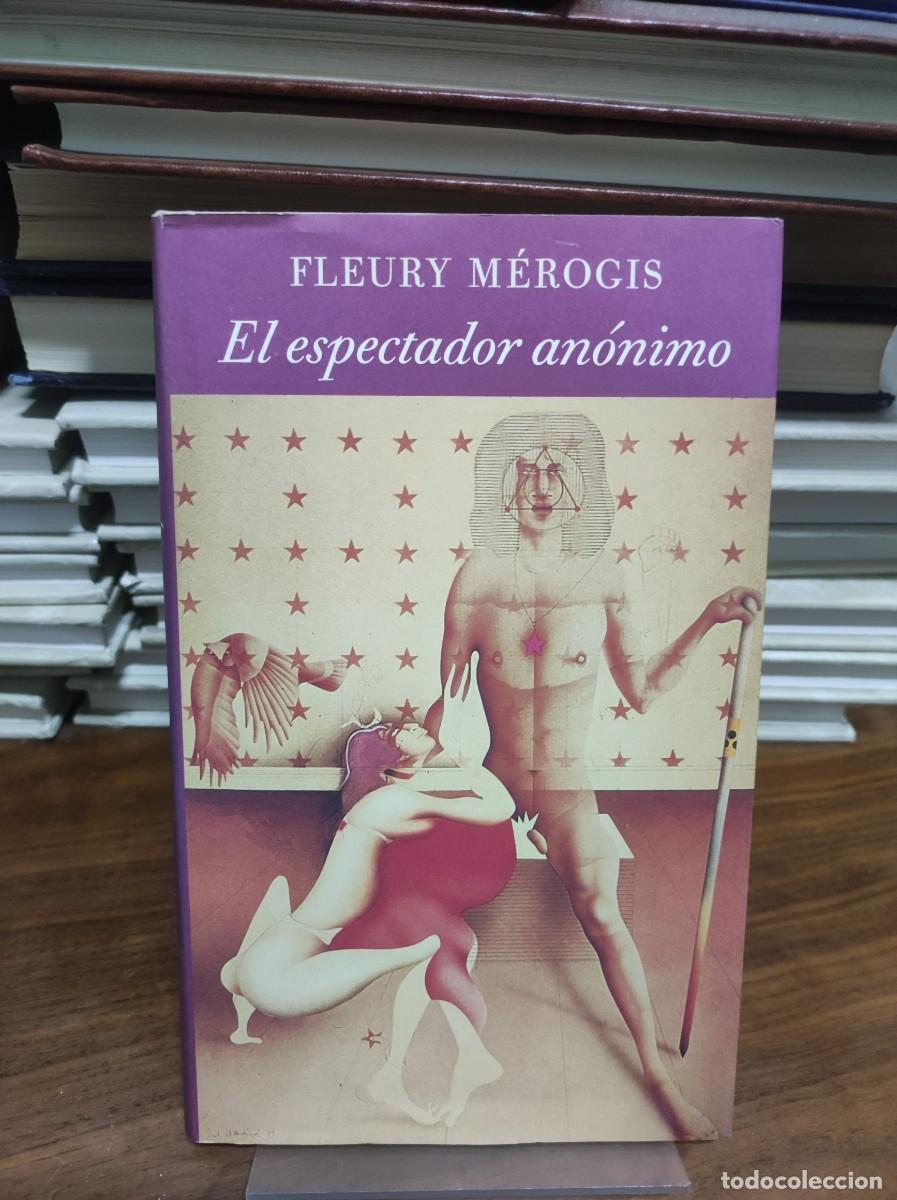 FLEURY MÉROGIS
El espectador anónimo
todocoleccion